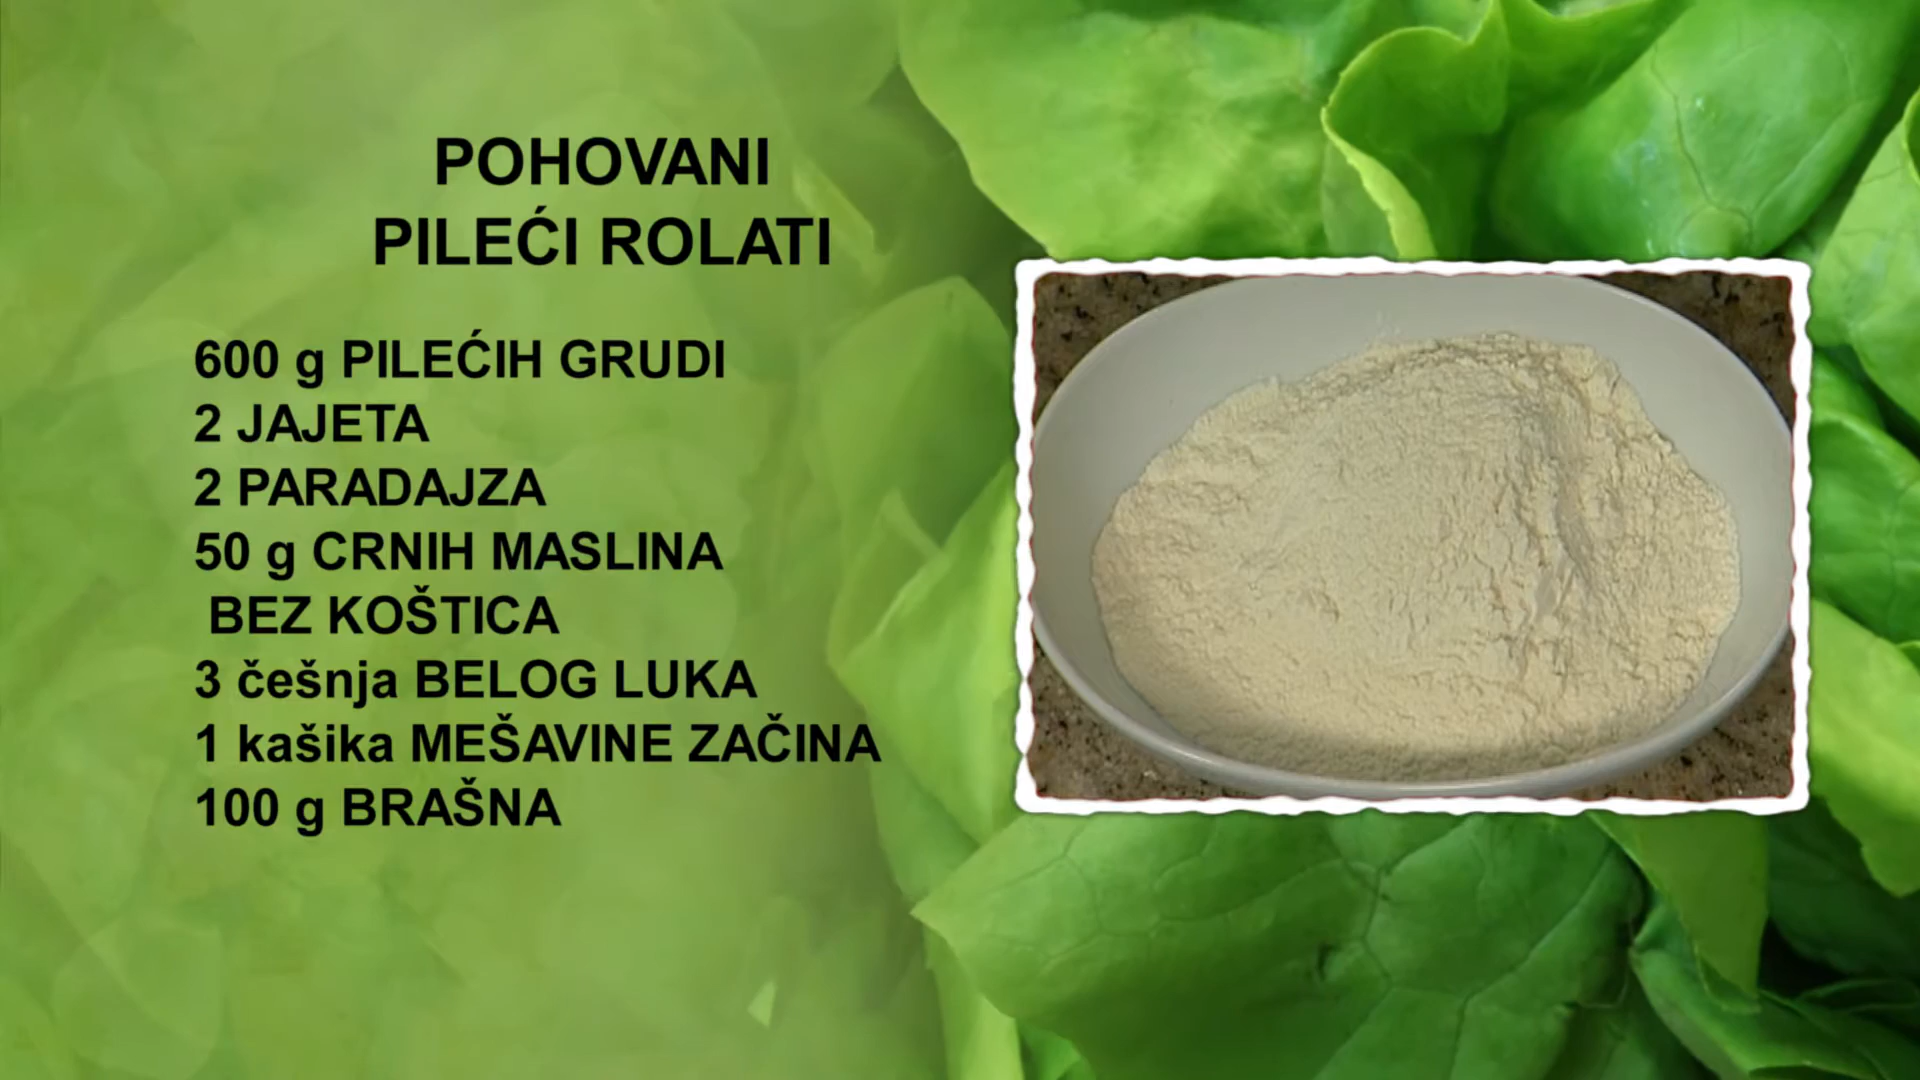 POHOVANI
PILEĆI ROLATI
600 g PILEĆIH GRUDI
2 JAJETA
2 PARADAJZA
50 g CRNIH MASLINA
BEZ KOŠTICA
3 češnja BELOG LUKA
1 kašika MEŠAVINE ZAČINA
100 g BRAŠNA